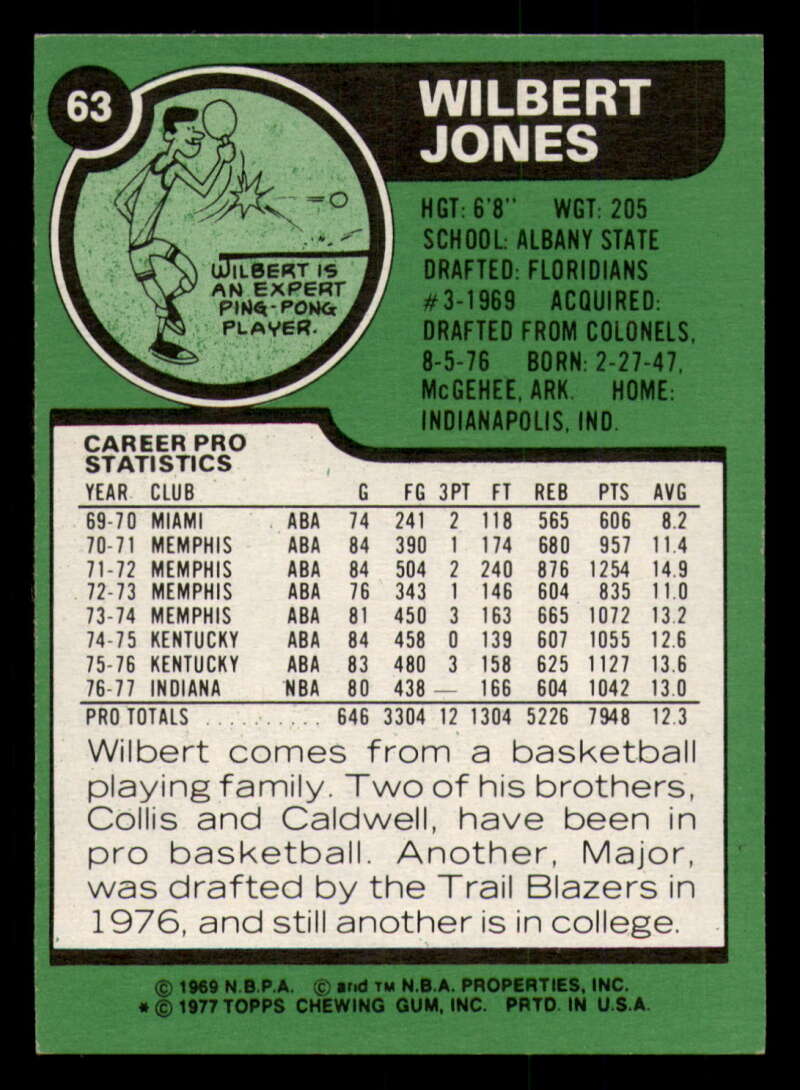 63
WILBERT
JONES
HGT: 6'8" WGT: 205
SCHOOL: ALBANY STATE
DRAFTED: FLORIDIANS
#3-1969 ACQUIRED:
DRAFTED FROM COLONELS,
8-5-76 BORN: 2-27-47,
McGEHEE, ARK. HOME:
INDIANAPOLIS, IND.
WILBERT IS
AN EXPERT
PING-PONG
PLAYER.
CAREER PRO
STATISTICS
YEAR CLUB G FG 3PT FT REB PTS AVG
69-70 MIAMI ABA 74 241 2 118 565 606 8.2
70-71 MEMPHIS ABA 84 390 1 174 680 957 11.4
71-72 MEMPHIS ABA 84 504 2 240 876 1254 14.9
72-73 MEMPHIS ABA 76 343 1 146 604 835 11.0
73-74 MEMPHIS ABA 81 450 3 163 665 1072 13.2
74-75 KENTUCKY ABA 84 458 0 139 607 1055 12.6
75-76 KENTUCKY ABA 83 480 3 158 625 1127 13.6
76-77 INDIANA NBA 80 438 — 166 604 1042 13.0
PRO TOTALS .......... 646 3304 12 1304 5226 7948 12.3
Wilbert comes from a basketball
playing family. Two of his brothers,
Collis and Caldwell, have been in
pro basketball. Another, Major,
was drafted by the Trail Blazers in
1976, and still another is in college.
© 1969 N.B.P.A. © and TM N.B.A. PROPERTIES, INC.
* © 1977 TOPPS CHEWING GUM, INC. PRTD. IN U.S.A.